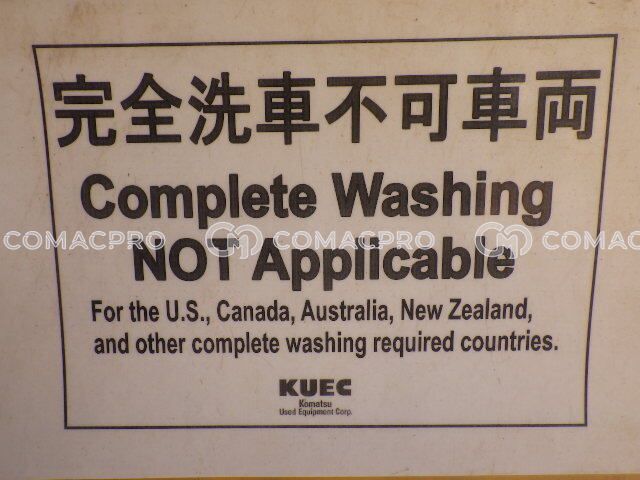 完全洗車不可車両
Complete Washing
COMACPRO COMACPRO COMACPRO
NOT Applicable
For the U.S., Canada, Australia, New Zealand,
and other complete washing required countries.
KUEC
Komatsu
Used Equipment Corp.